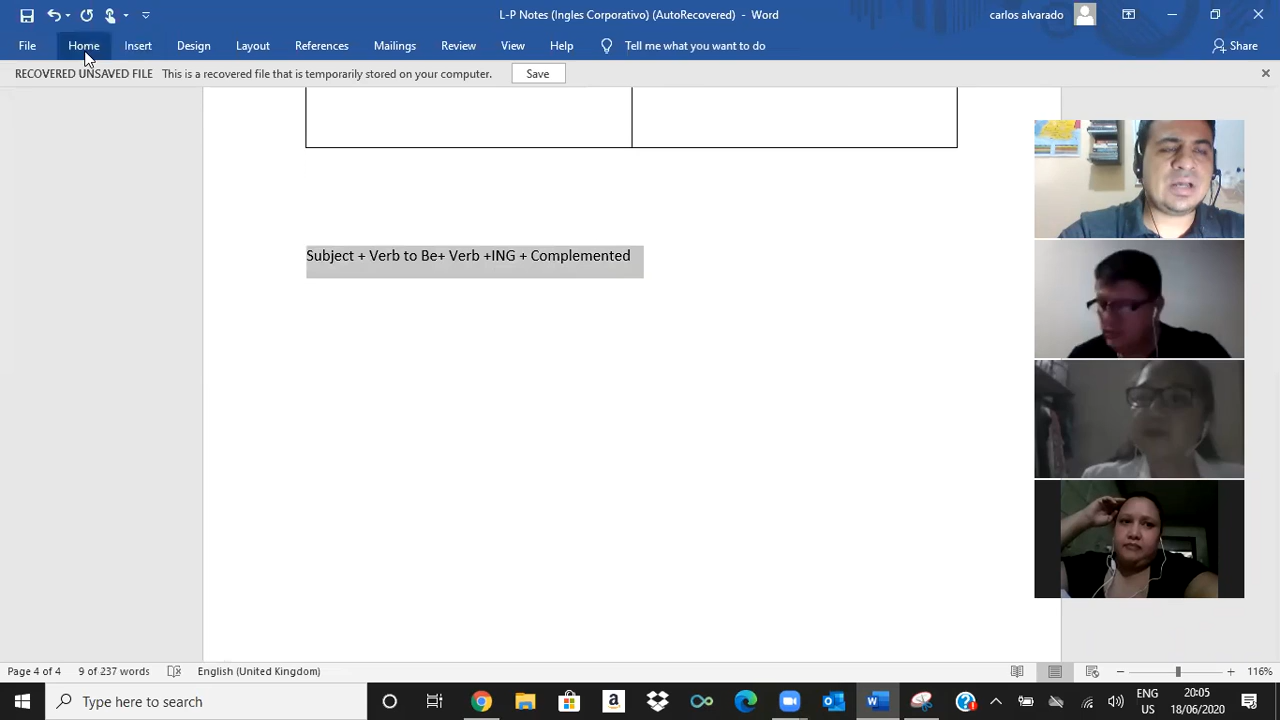 L-P Notes (Ingles Corporativo) (AutoRecovered) - Word
carlos alvarado
File Home Insert Design Layout References Mailings Review View Help Tell me what you want to do Share
RECOVERED UNSAVED FILE This is a recovered file that is temporarily stored on your computer. Save
Subject + Verb to Be+ Verb +ING + Complemented
Page 4 of 4 9 of 237 words English (United Kingdom) 116%
Type here to search
ENG 20:05
US 18/06/2020